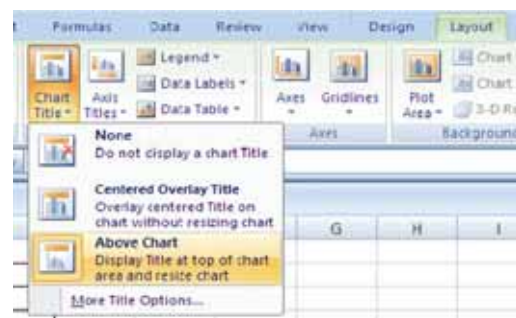 Formulas Data Review View Design Layout
Legend
Data Labels
Data Table
Chart Title
Axis Titles
Axes
Gridlines
Plot Area
Chart
Chart
Axes
Background
None
Do not display a chart Title
Centered Overlay Title
Overlay centered Title on
chart without resizing chart
Above Chart
Display Title at top of chart
area and resize chart
More Title Options...
G H I